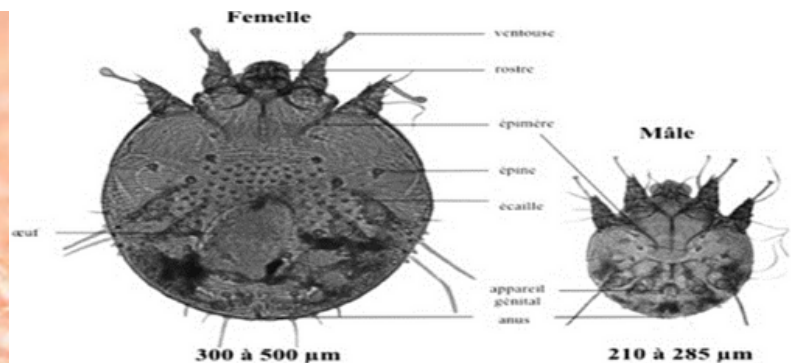 Femelle
ventouse
rostre
épimère
Mâle
épine
écaille
œuf
appareil
génital
anus
300 à 500 µm
210 à 285 µm